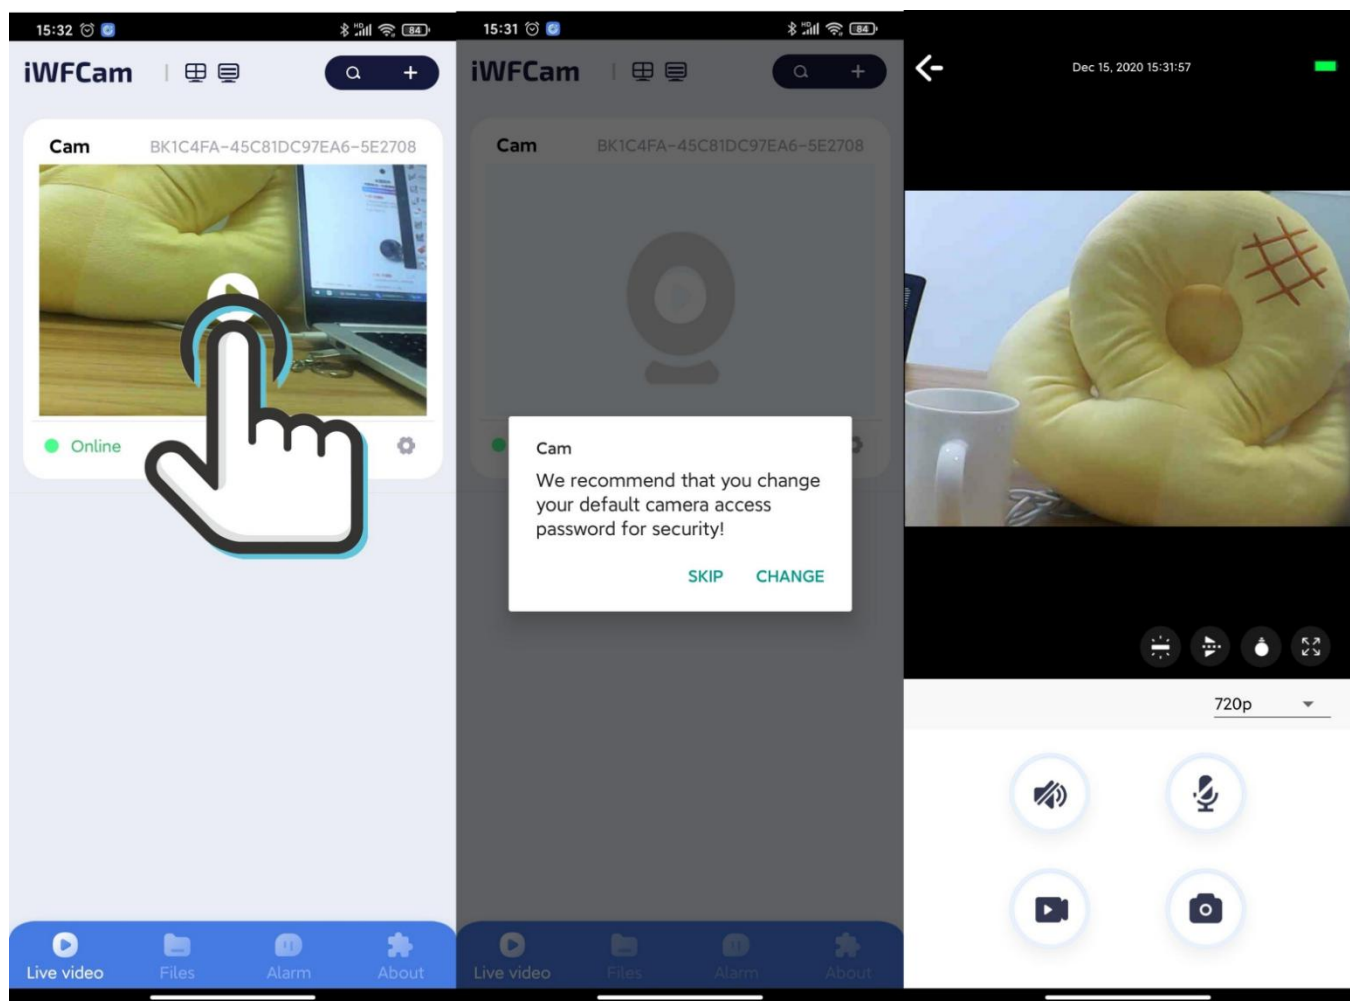 15:32
84
iWFCam
Cam BK1C4FA-45C81DC97EA6-5E2708
Online
Live video Files Alarm About
15:31
84
iWFCam
Cam BK1C4FA-45C81DC97EA6-5E2708
Cam
We recommend that you change
your default camera access
password for security!
SKIP CHANGE
Live video Files Alarm About
Dec 15, 2020 15:31:57
720p